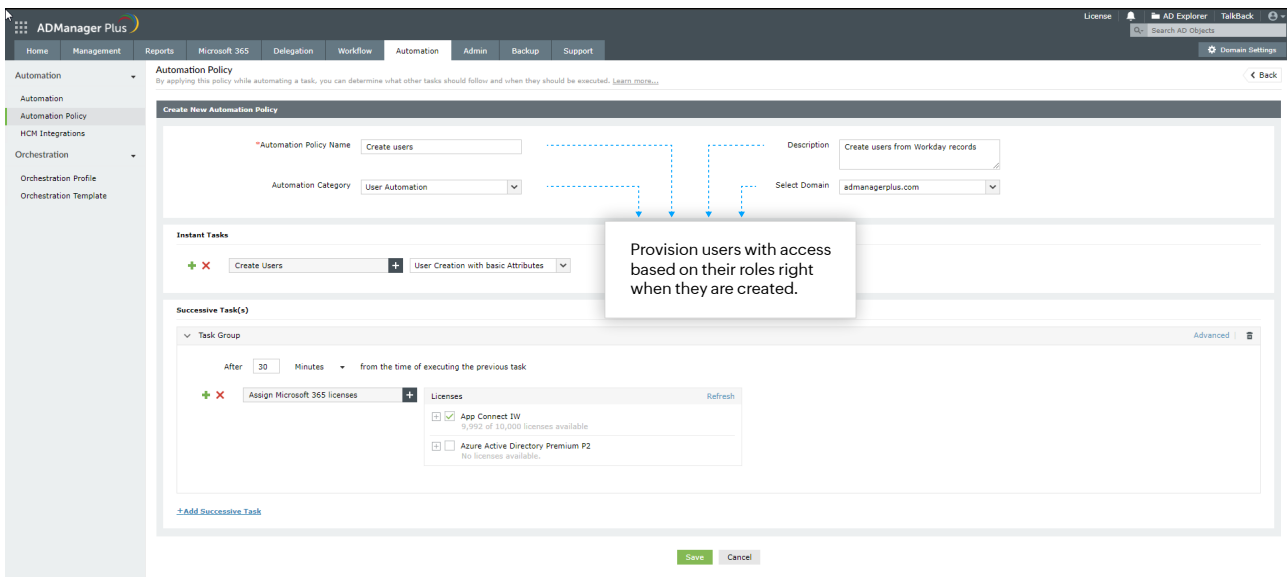 License AD Explorer TalkBack
ADManager Plus
Search AD Objects
Home Management Reports Microsoft 365 Delegation Workflow Automation Admin Backup Support Domain Settings
Automation
Automation
Automation Policy
HCM Integrations
Orchestration
Orchestration Profile
Orchestration Template
Automation Policy
By applying this policy while automating a task, you can determine what other tasks should follow and when they should be executed. Learn more...
Back
Create New Automation Policy
*Automation Policy Name Create users Description Create users from Workday records
Automation Category User Automation Select Domain admanagerplus.com
Provision users with access
based on their roles right
when they are created.
Instant Tasks
Create Users User Creation with basic Attributes
Successive Task(s)
Task Group Advanced
After 30 Minutes from the time of executing the previous task
Assign Microsoft 365 licenses Licenses Refresh
App Connect IW
9,992 of 10,000 licenses available
Azure Active Directory Premium P2
No licenses available.
+Add Successive Task
Save Cancel